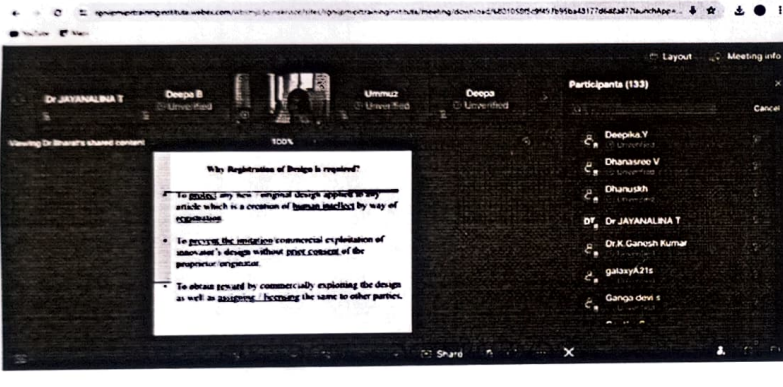 YouTube
Layout
Meeting info
Dr JAYANALINA T
Deepa B
Unverified
Ummuz
Unverified
Deepa
Unverified
Participants (133)
Cancel
Viewing Dr Bharat's shared content
100%
Why Registration of Design is required?
• To protect any new / original design applied to any
article which is a creation of human intellect by way of
registration.
• To prevent the imitation/commercial exploitation of
innovator's design without prior consent of the
proprietor/originator.
• To obtain reward by commercially exploiting the design
as well as assigning / licensing the same to other parties.
Deepika.Y
Unverified
Dhanasree V
Unverified
Dhanuskh
Unverified
DT Dr JAYANALINA T
Dr.K.Ganesh Kumar
Unverified
galaxyA21s
Unverified
Ganga devi s
Unverified
Share